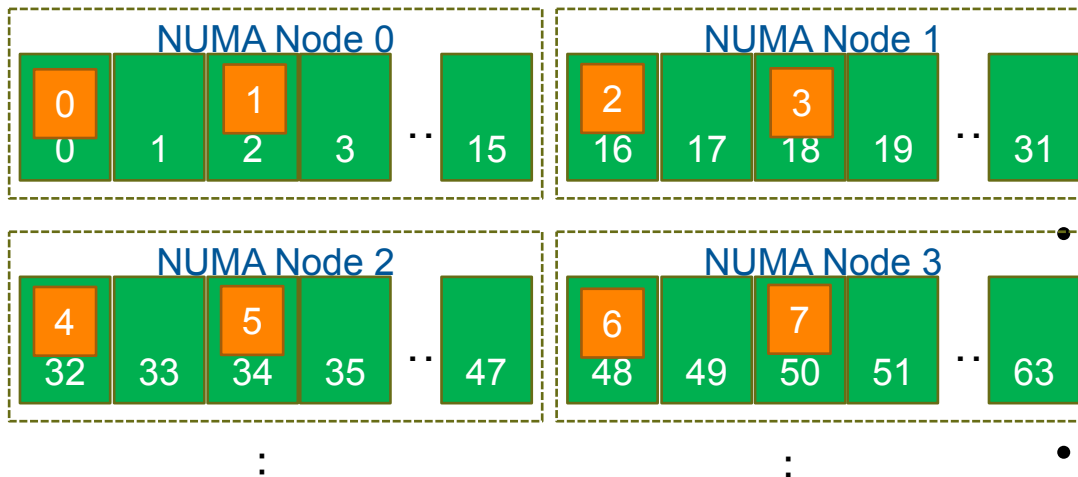 NUMA Node 0
0 1
0 1 2 3 .. 15
NUMA Node 1
2 3
16 17 18 19 .. 31
•
NUMA Node 2
4 5
32 33 34 35 .. 47
NUMA Node 3
6 7
48 49 50 51 .. 63
: : •